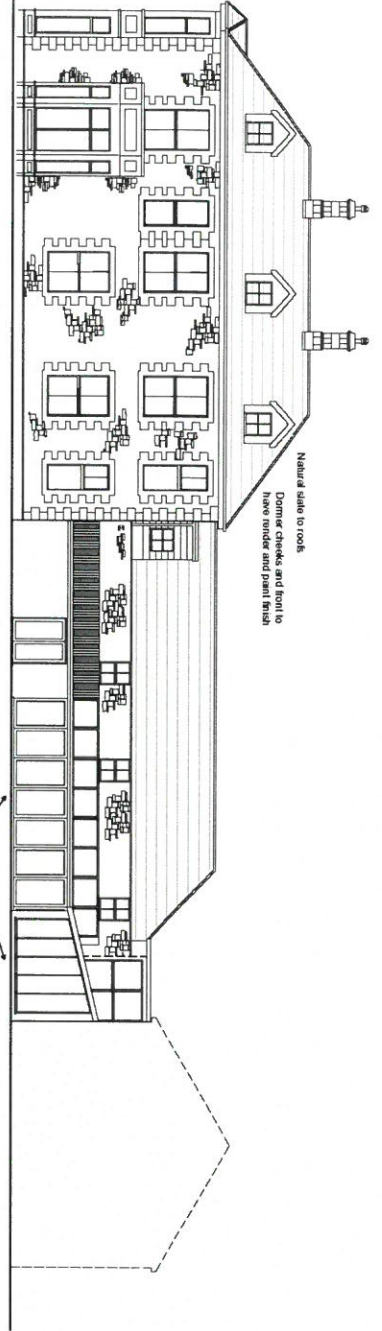 Natural slate to roofs
Dormer cheeks and front to
have render and paint finish